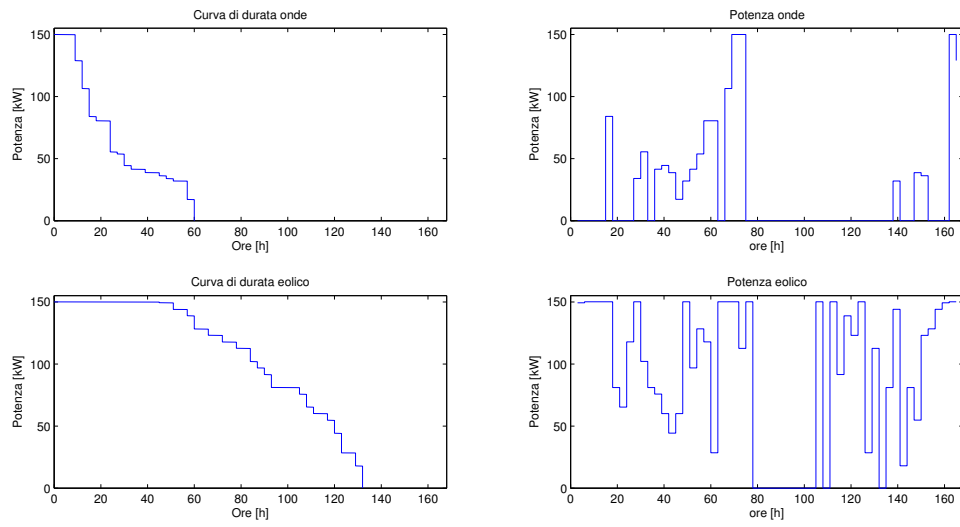 Curva di durata onde
150
100
50
0
Potenza [kW]
0 20 40 60 80 100 120 140 160
Ore [h]
Potenza onde
150
100
50
0
Potenza [kW]
0 20 40 60 80 100 120 140 160
ore [h]
Curva di durata eolico
150
100
50
0
Potenza [kW]
0 20 40 60 80 100 120 140 160
Ore [h]
Potenza eolico
150
100
50
0
Potenza [kW]
0 20 40 60 80 100 120 140 160
ore [h]